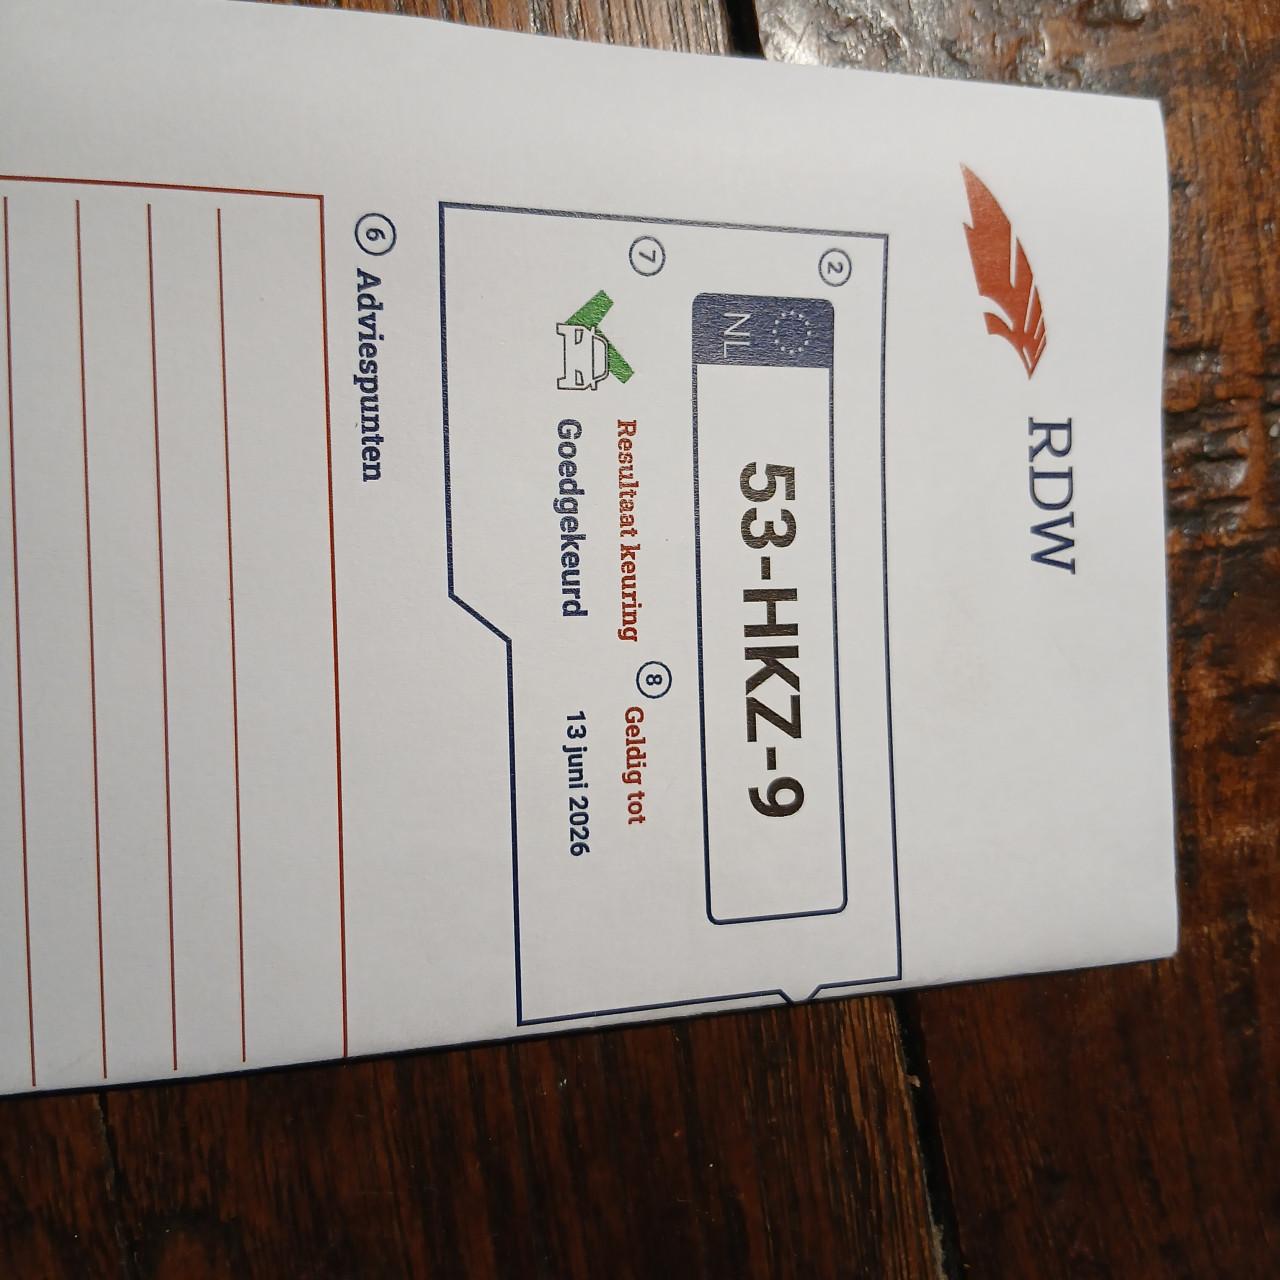 RDW
2
NL
53-HKZ-9
7
Resultaat keuring
Goedgekeurd
8
Geldig tot
13 juni 2026
6
Adviespunten